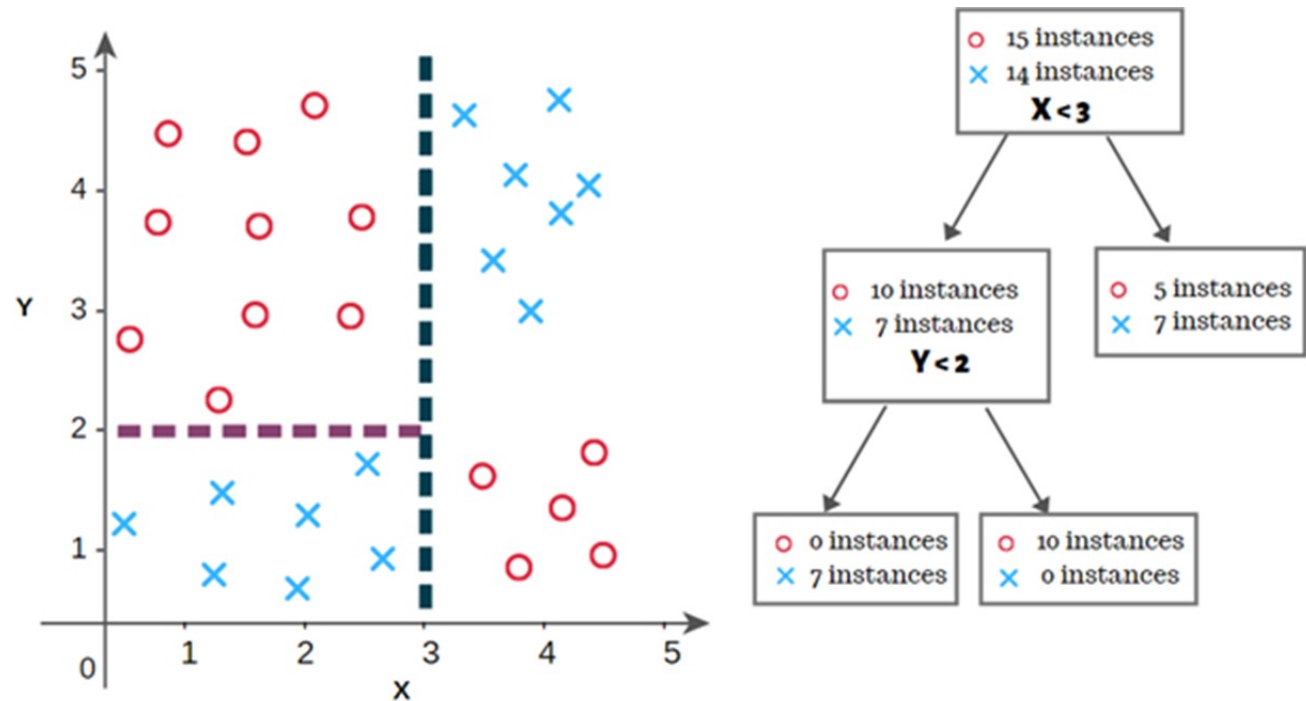 5
4
3
2
1
0
Y
1
2
3
4
5
X
15 instances
14 instances
X < 3
10 instances
7 instances
Y < 2
5 instances
7 instances
0 instances
7 instances
10 instances
0 instances